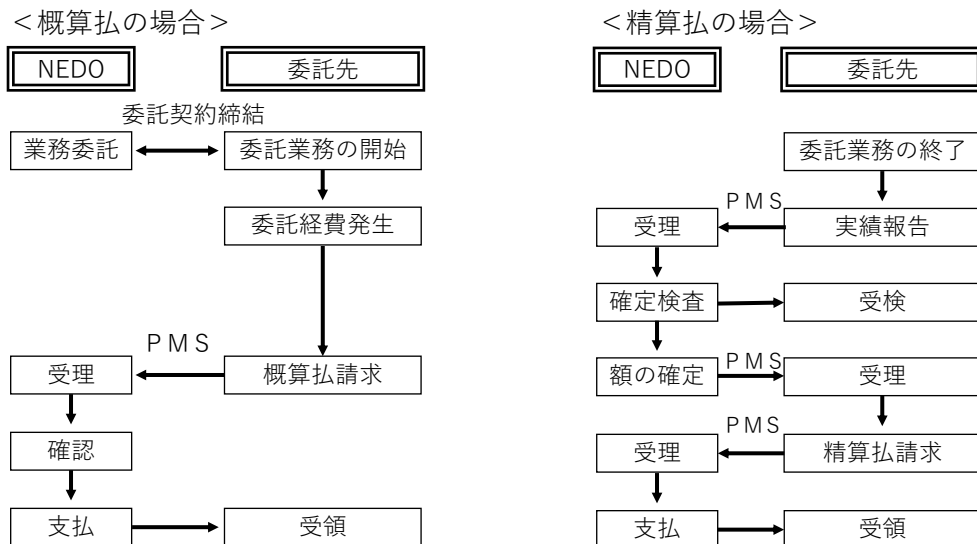 ＜概算払の場合＞
NEDO 委託先
委託契約締結
業務委託 委託業務の開始
委託経費発生
ＰＭＳ
受理 概算払請求
確認
支払 受領
＜精算払の場合＞
NEDO 委託先
委託業務の終了
ＰＭＳ
受理 実績報告
確定検査 受検
額の確定 ＰＭＳ 受理
ＰＭＳ
受理 精算払請求
支払 受領